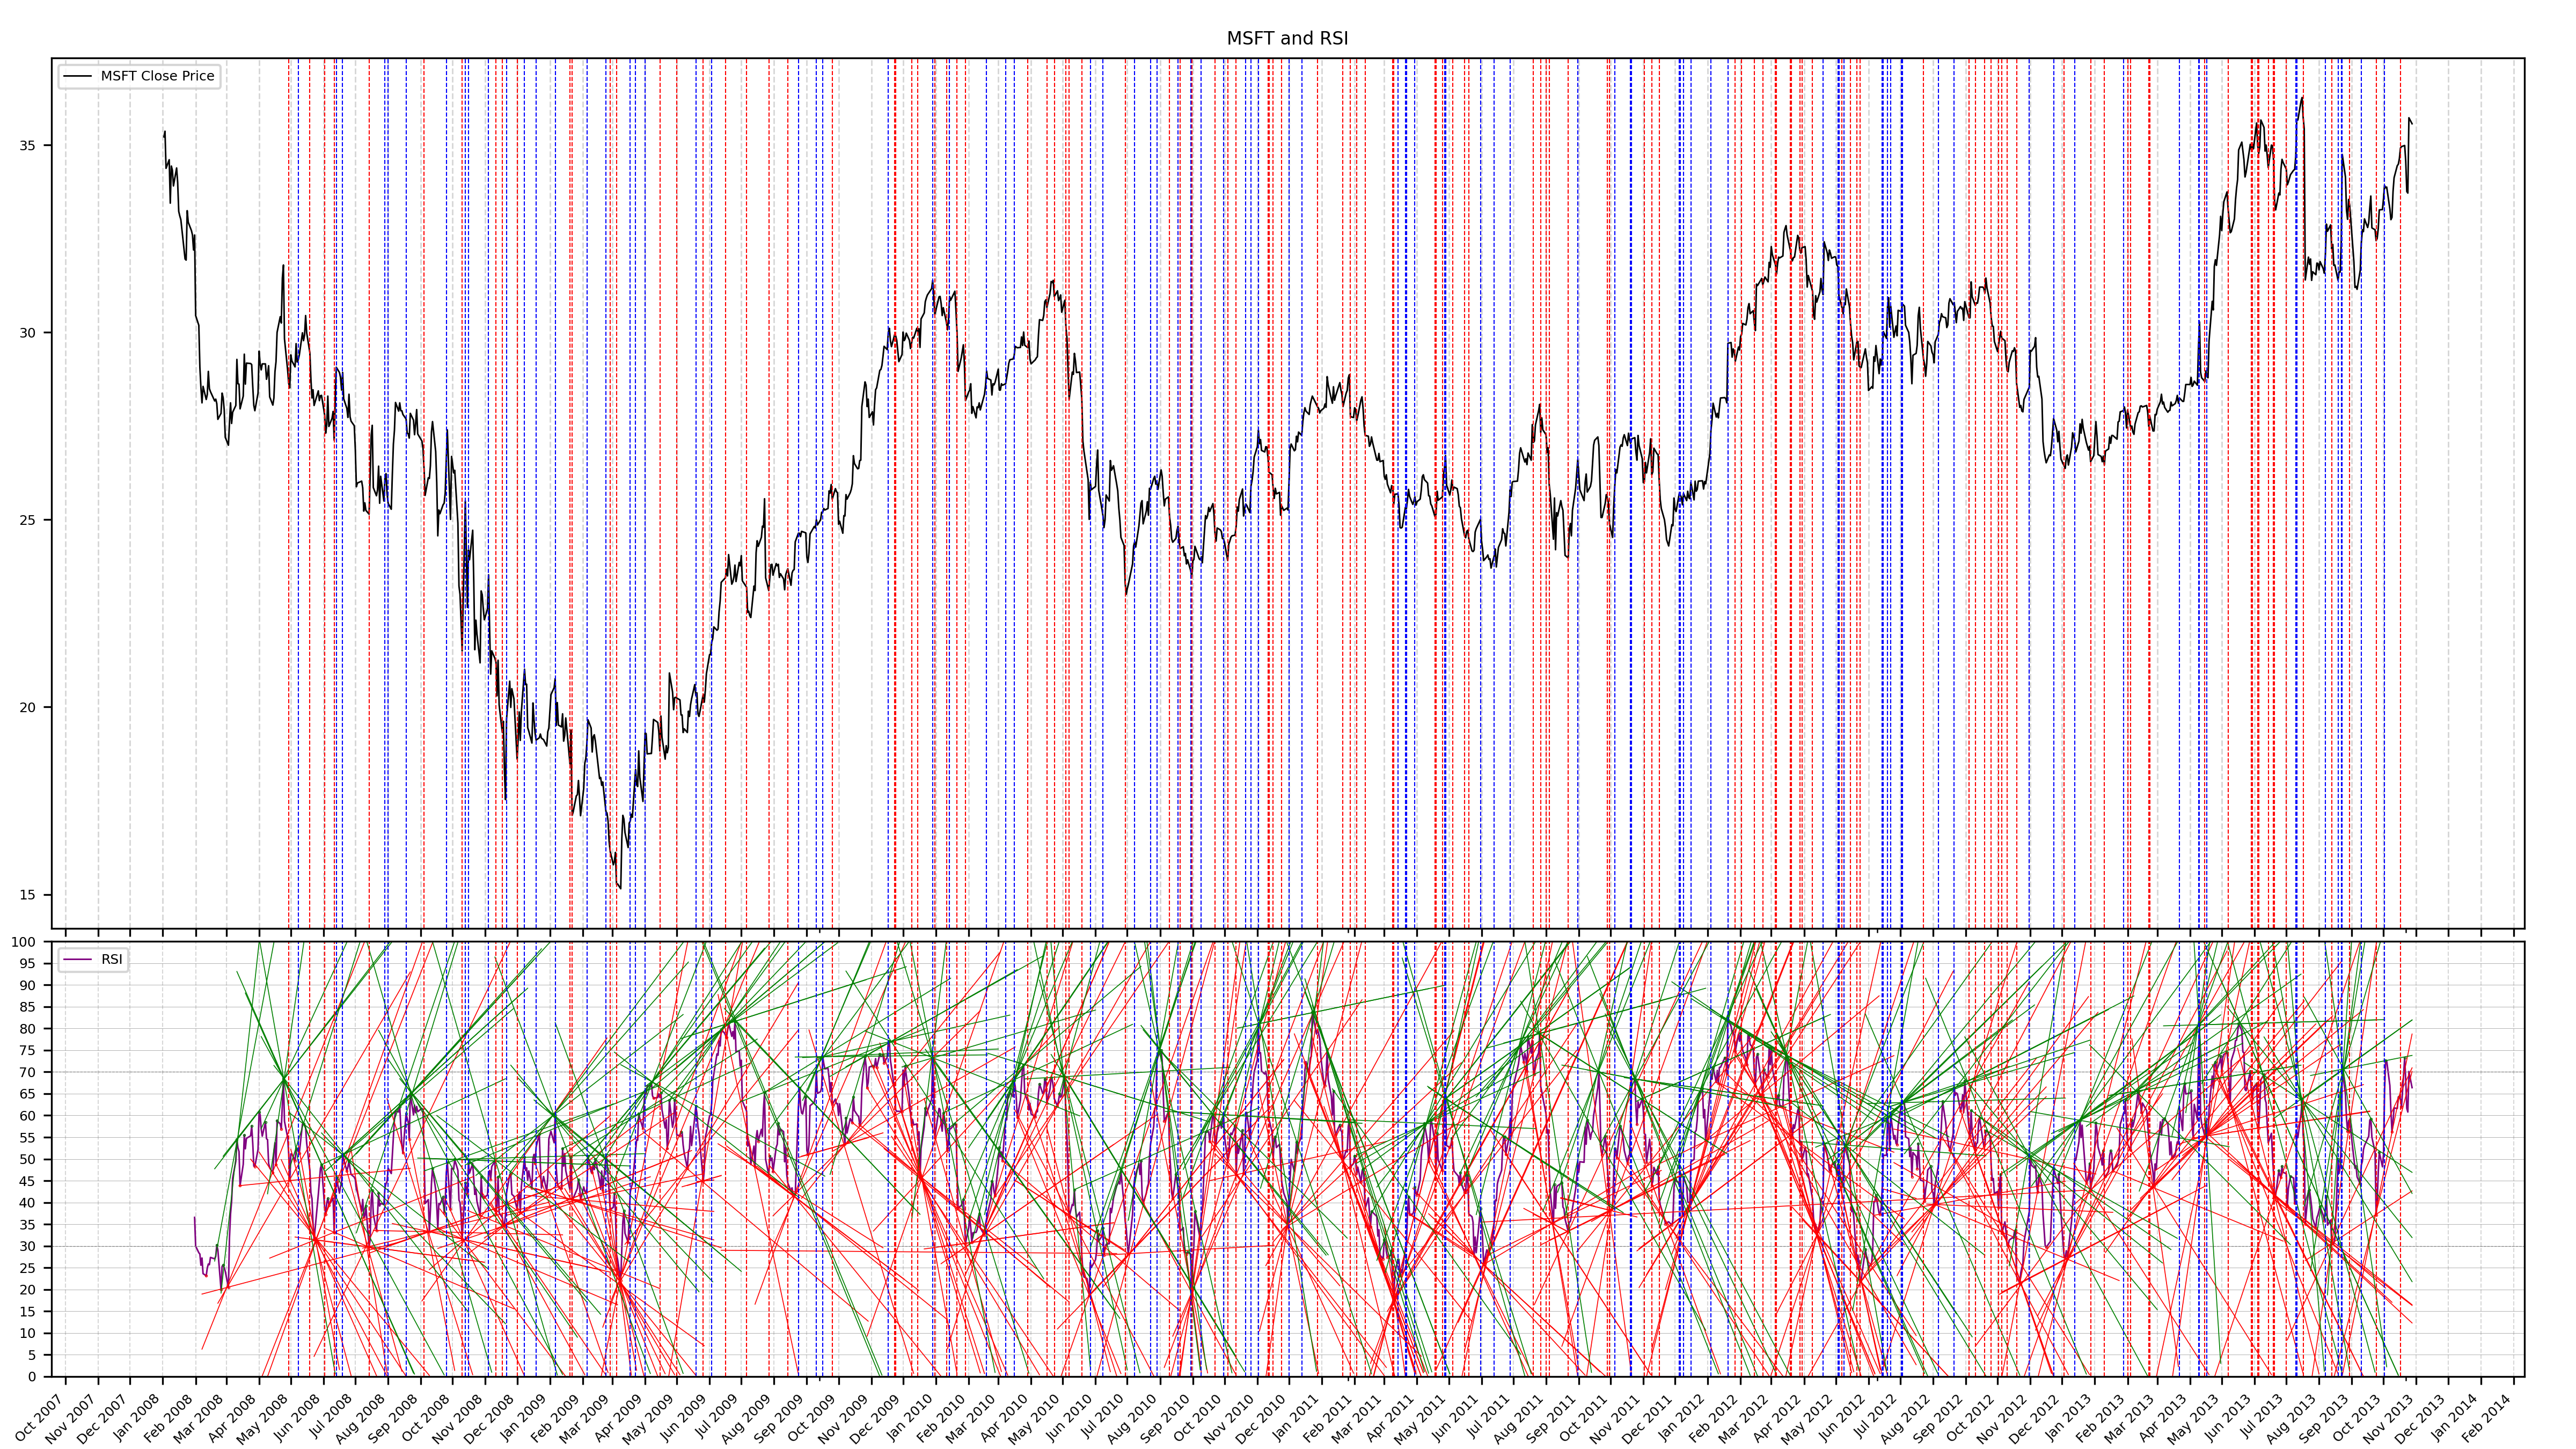 MSFT and RSI
MSFT Close Price
35
30
25
20
15
RSI
100
95
90
85
80
75
70
65
60
55
50
45
40
35
30
25
20
15
10
5
0
Oct 2007
Nov 2007
Dec 2007
Jan 2008
Feb 2008
Mar 2008
Apr 2008
May 2008
Jun 2008
Jul 2008
Aug 2008
Sep 2008
Oct 2008
Nov 2008
Dec 2008
Jan 2009
Feb 2009
Mar 2009
Apr 2009
May 2009
Jun 2009
Jul 2009
Aug 2009
Sep 2009
Oct 2009
Nov 2009
Dec 2009
Jan 2010
Feb 2010
Mar 2010
Apr 2010
May 2010
Jun 2010
Jul 2010
Aug 2010
Sep 2010
Oct 2010
Nov 2010
Dec 2010
Jan 2011
Feb 2011
Mar 2011
Apr 2011
May 2011
Jun 2011
Jul 2011
Aug 2011
Sep 2011
Oct 2011
Nov 2011
Dec 2011
Jan 2012
Feb 2012
Mar 2012
Apr 2012
May 2012
Jun 2012
Jul 2012
Aug 2012
Sep 2012
Oct 2012
Nov 2012
Dec 2012
Jan 2013
Feb 2013
Mar 2013
Apr 2013
May 2013
Jun 2013
Jul 2013
Aug 2013
Sep 2013
Oct 2013
Nov 2013
Dec 2013
Jan 2014
Feb 2014